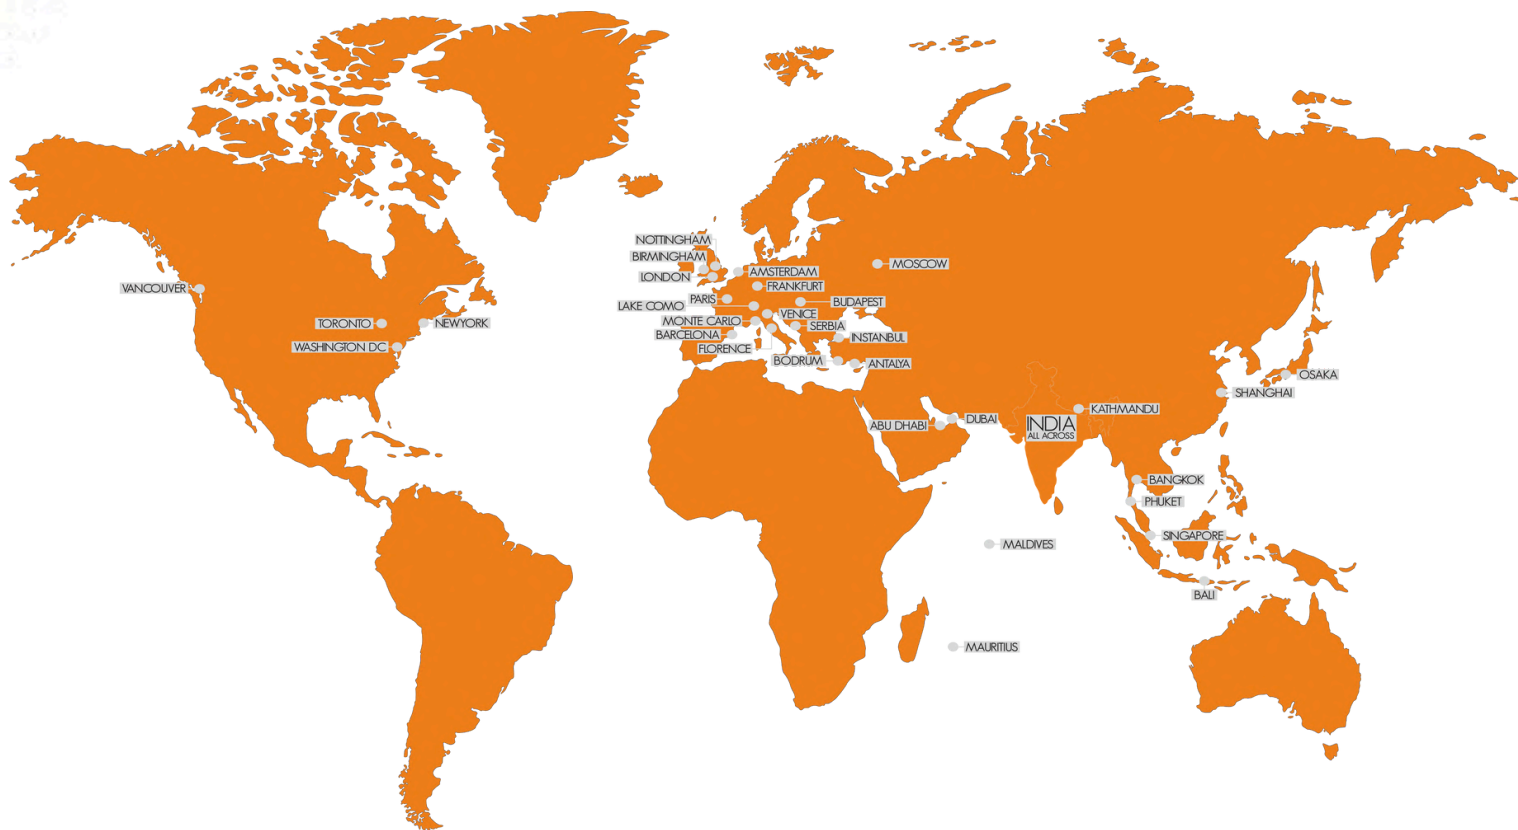 NOTTINGHAM
BIRMINGHAM
LONDON
AMSTERDAM
MOSCOW
FRANKFURT
VANCOUVER
PARIS
BUDAPEST
LAKE COMO
VENICE
MONTE CARLO
SERBIA
TORONTO
NEWYORK
BARCELONA
INSTANBUL
WASHINGTON DC
FLORENCE
BODRUM
ANTALYA
OSAKA
SHANGHAI
KATHMANDU
DUBAI
ABU DHABI
INDIA
ALL ACROSS
BANGKOK
PHUKET
SINGAPORE
MALDIVES
BALI
MAURITIUS